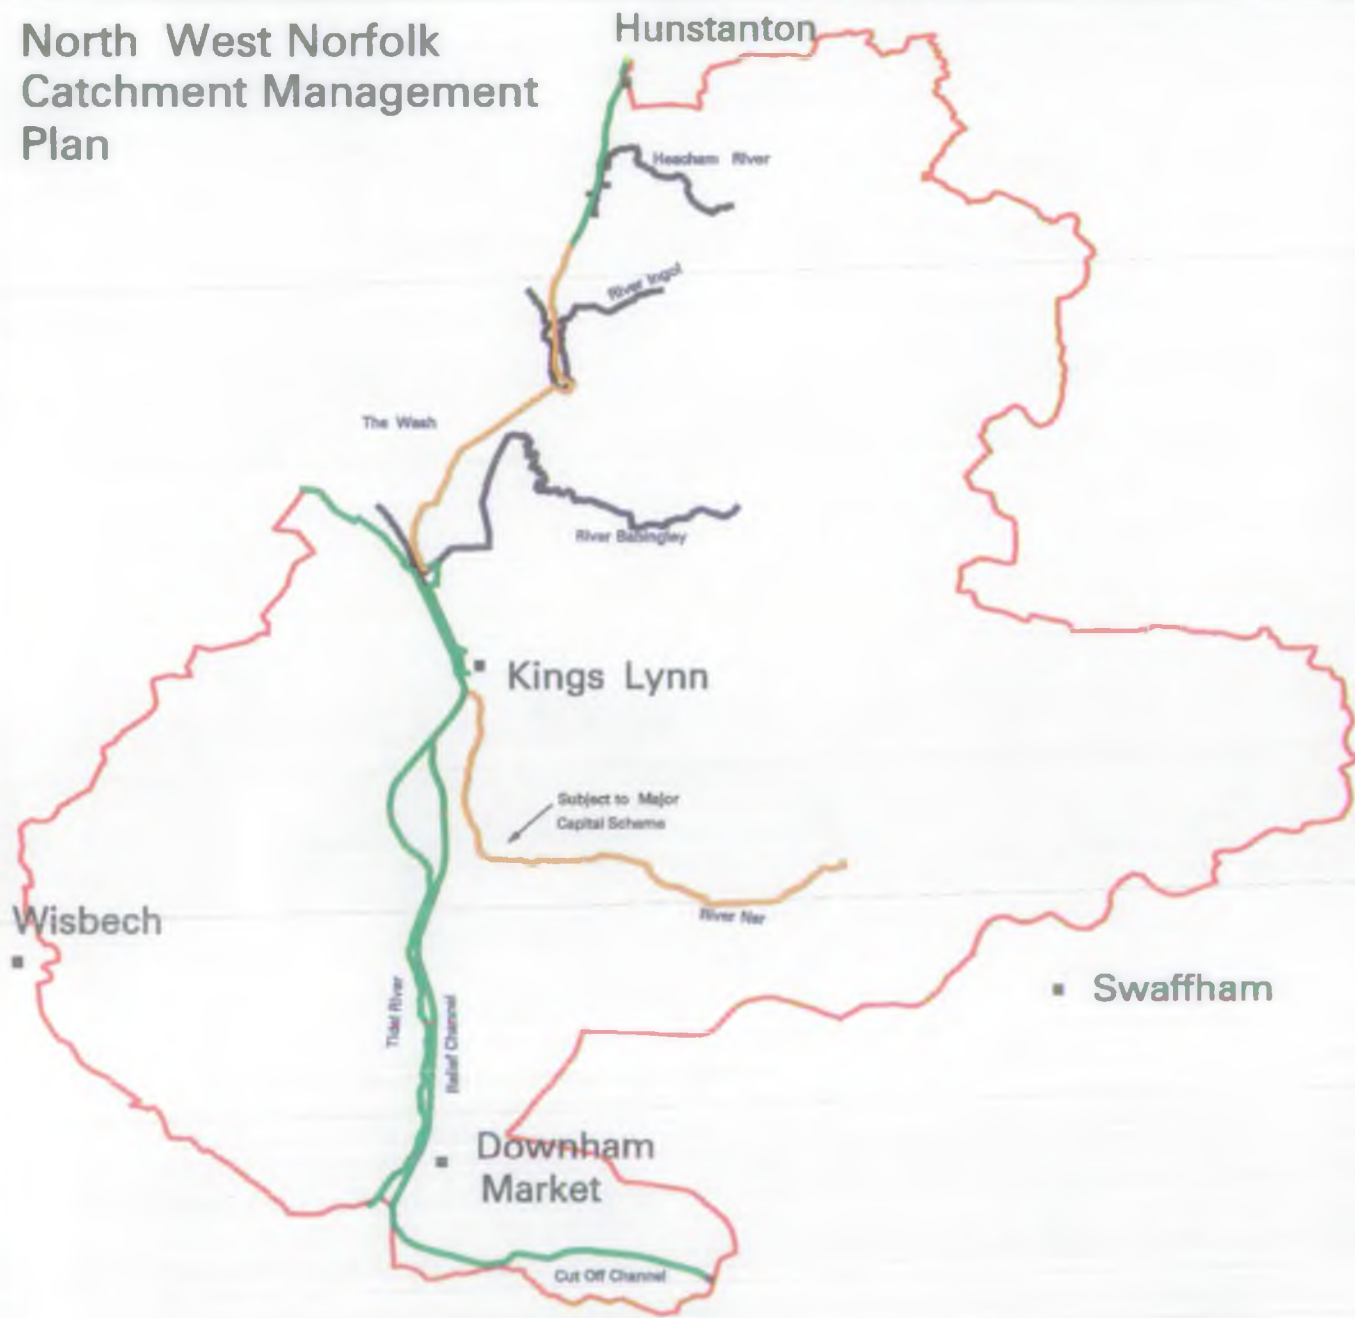 North West Norfolk
Catchment Management
Plan
Hunstanton
Heacham River
River Ingol
The Wash
River Babingley
Kings Lynn
Subject to Major
Capital Scheme
River Nar
Wisbech
Swaffham
Tidal River
Relief Channel
Downham
Market
Cut Off Channel